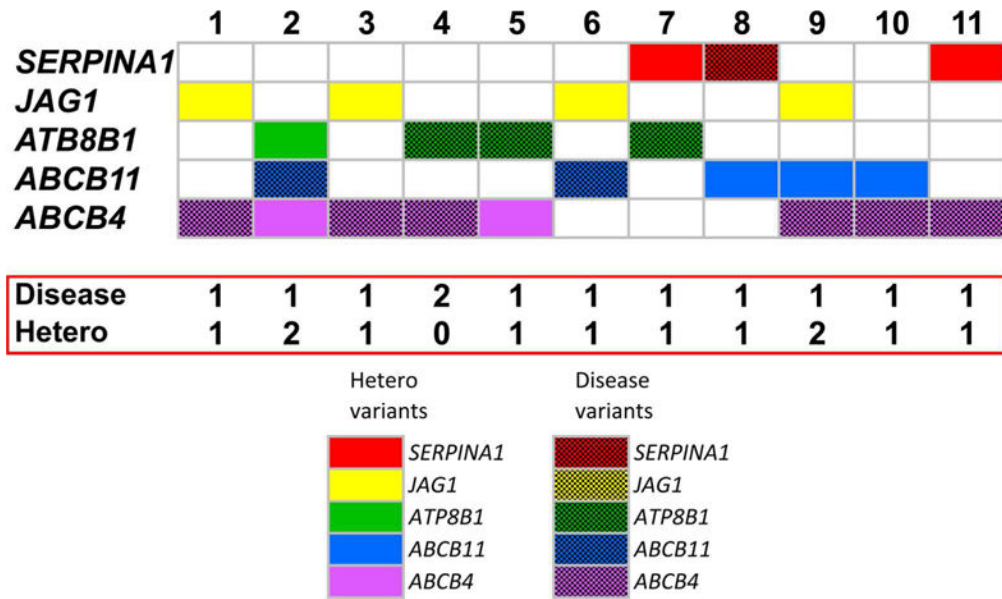 1 2 3 4 5 6 7 8 9 10 11
SERPINA1
JAG1
ATB8B1
ABCB11
ABCB4
Disease 1 1 1 2 1 1 1 1 1 1 1
Hetero 1 2 1 0 1 1 1 1 2 1 1
Hetero variants
SERPINA1
JAG1
ATP8B1
ABCB11
ABCB4
Disease variants
SERPINA1
JAG1
ATP8B1
ABCB11
ABCB4